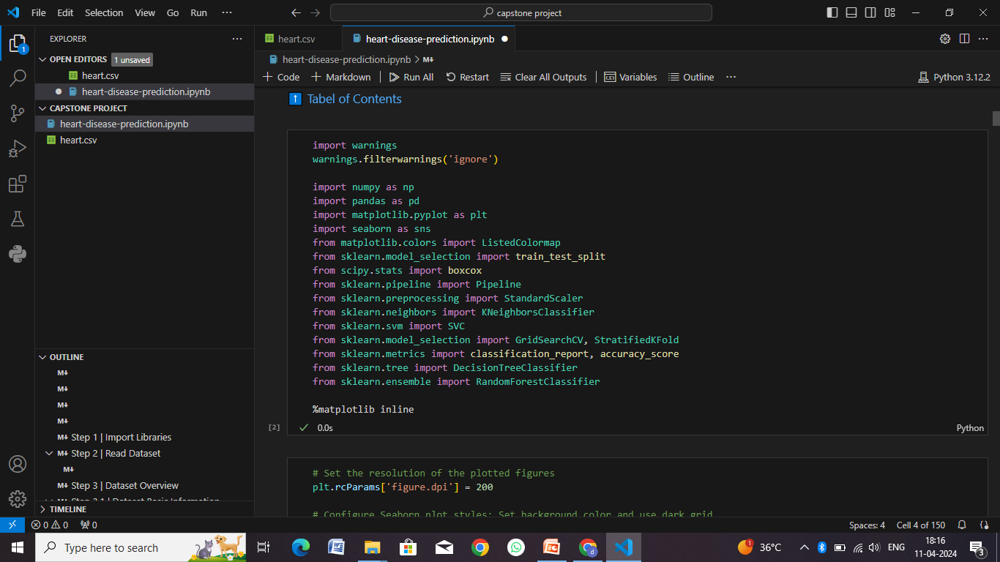 File Edit Selection View Go Run ···
capstone project
EXPLORER ···
OPEN EDITORS 1 unsaved
heart.csv
heart-disease-prediction.ipynb
CAPSTONE PROJECT
heart-disease-prediction.ipynb
heart.csv
OUTLINE
M↓
M↓
M↓
M↓
M↓ Step 1 | Import Libraries
M↓ Step 2 | Read Dataset
M↓
M↓ Step 3 | Dataset Overview
M↓ Step 3.1 | Dataset Basic Information
TIMELINE
1
heart.csv
heart-disease-prediction.ipynb
heart-disease-prediction.ipynb > M↓
+ Code + Markdown | Run All Restart Clear All Outputs | Variables Outline ···
Python 3.12.2
Tabel of Contents
import warnings
warnings.filterwarnings('ignore')
import numpy as np
import pandas as pd
import matplotlib.pyplot as plt
import seaborn as sns
from matplotlib.colors import ListedColormap
from sklearn.model_selection import train_test_split
from scipy.stats import boxcox
from sklearn.pipeline import Pipeline
from sklearn.preprocessing import StandardScaler
from sklearn.neighbors import KNeighborsClassifier
from sklearn.svm import SVC
from sklearn.model_selection import GridSearchCV, StratifiedKFold
from sklearn.metrics import classification_report, accuracy_score
from sklearn.tree import DecisionTreeClassifier
from sklearn.ensemble import RandomForestClassifier
%matplotlib inline
[2] ✓ 0.0s Python
# Set the resolution of the plotted figures
plt.rcParams['figure.dpi'] = 200
# Configure Seaborn plot styles: Set background color and use dark grid
0 0 0
Spaces: 4 Cell 4 of 150
Type here to search
1 36°C ENG 18:16
11-04-2024
3